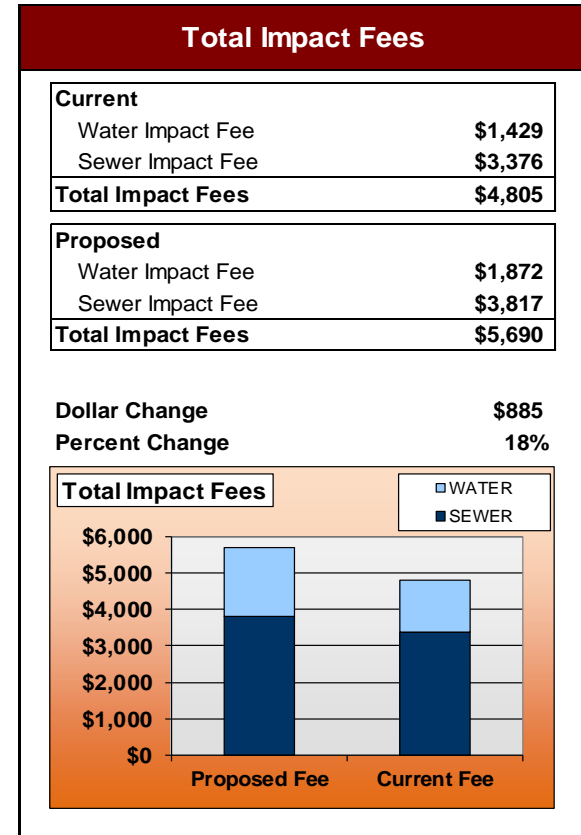 Total Impact Fees
Current
Water Impact Fee $1,429
Sewer Impact Fee $3,376
Total Impact Fees $4,805
Proposed
Water Impact Fee $1,872
Sewer Impact Fee $3,817
Total Impact Fees $5,690
Dollar Change $885
Percent Change 18%
Total Impact Fees
WATER
SEWER
$6,000
$5,000
$4,000
$3,000
$2,000
$1,000
$0
Proposed Fee Current Fee